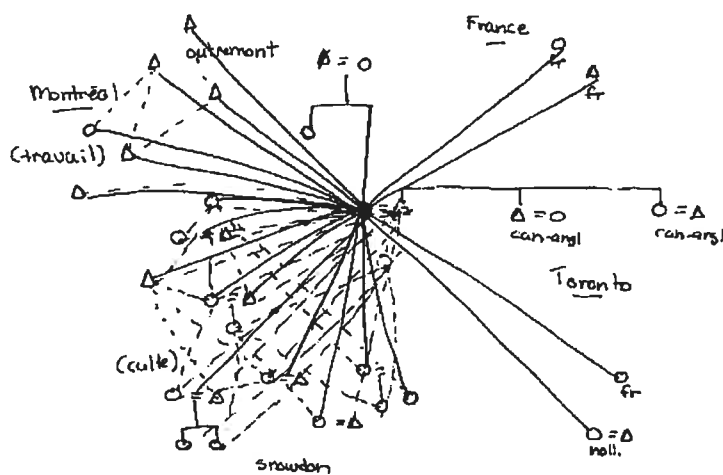 outremont
France
fr
Montréal
fr
(travail)
can-angl
can-angl
Toronto
(culte)
fr
holl.
snowdon